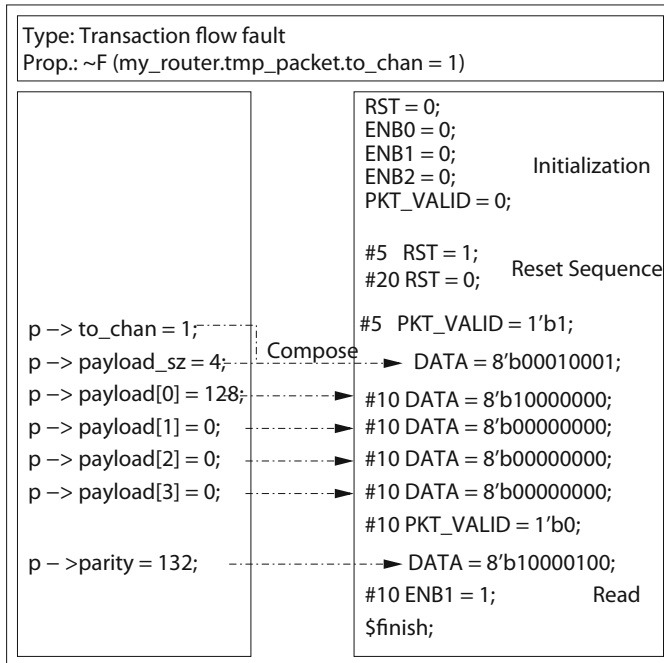 Type: Transaction flow fault
Prop.: ~F (my_router.tmp_packet.to_chan = 1)
RST = 0;
ENB0 = 0;
ENB1 = 0;
ENB2 = 0;
Initialization
PKT_VALID = 0;
#5 RST = 1;
#20 RST = 0;
Reset Sequence
p −> to_chan = 1;
#5 PKT_VALID = 1'b1;
Compose
p −> payload_sz = 4;
DATA = 8'b00010001;
p −> payload[0] = 128;
#10 DATA = 8'b10000000;
p −> payload[1] = 0;
#10 DATA = 8'b00000000;
p −> payload[2] = 0;
#10 DATA = 8'b00000000;
p −> payload[3] = 0;
#10 DATA = 8'b00000000;
#10 PKT_VALID = 1'b0;
p −>parity = 132;
DATA = 8'b10000100;
#10 ENB1 = 1;
Read
$finish;